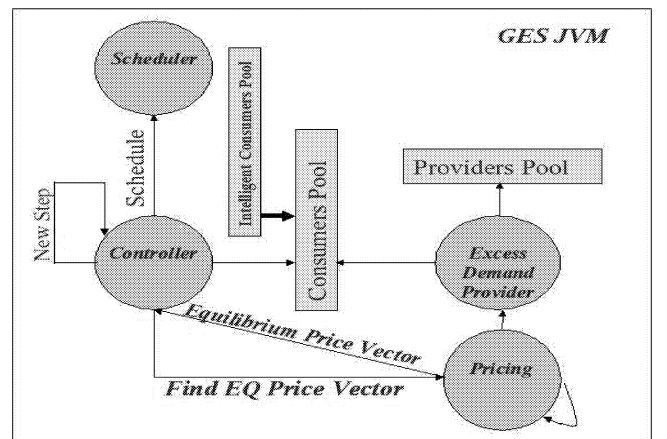 GES JVM
Scheduler
Intelligent Consumers Pool
Schedule
Consumers Pool
Providers Pool
New Step
Controller
Excess
Demand
Provider
Equilibrium Price Vector
Find EQ Price Vector
Pricing